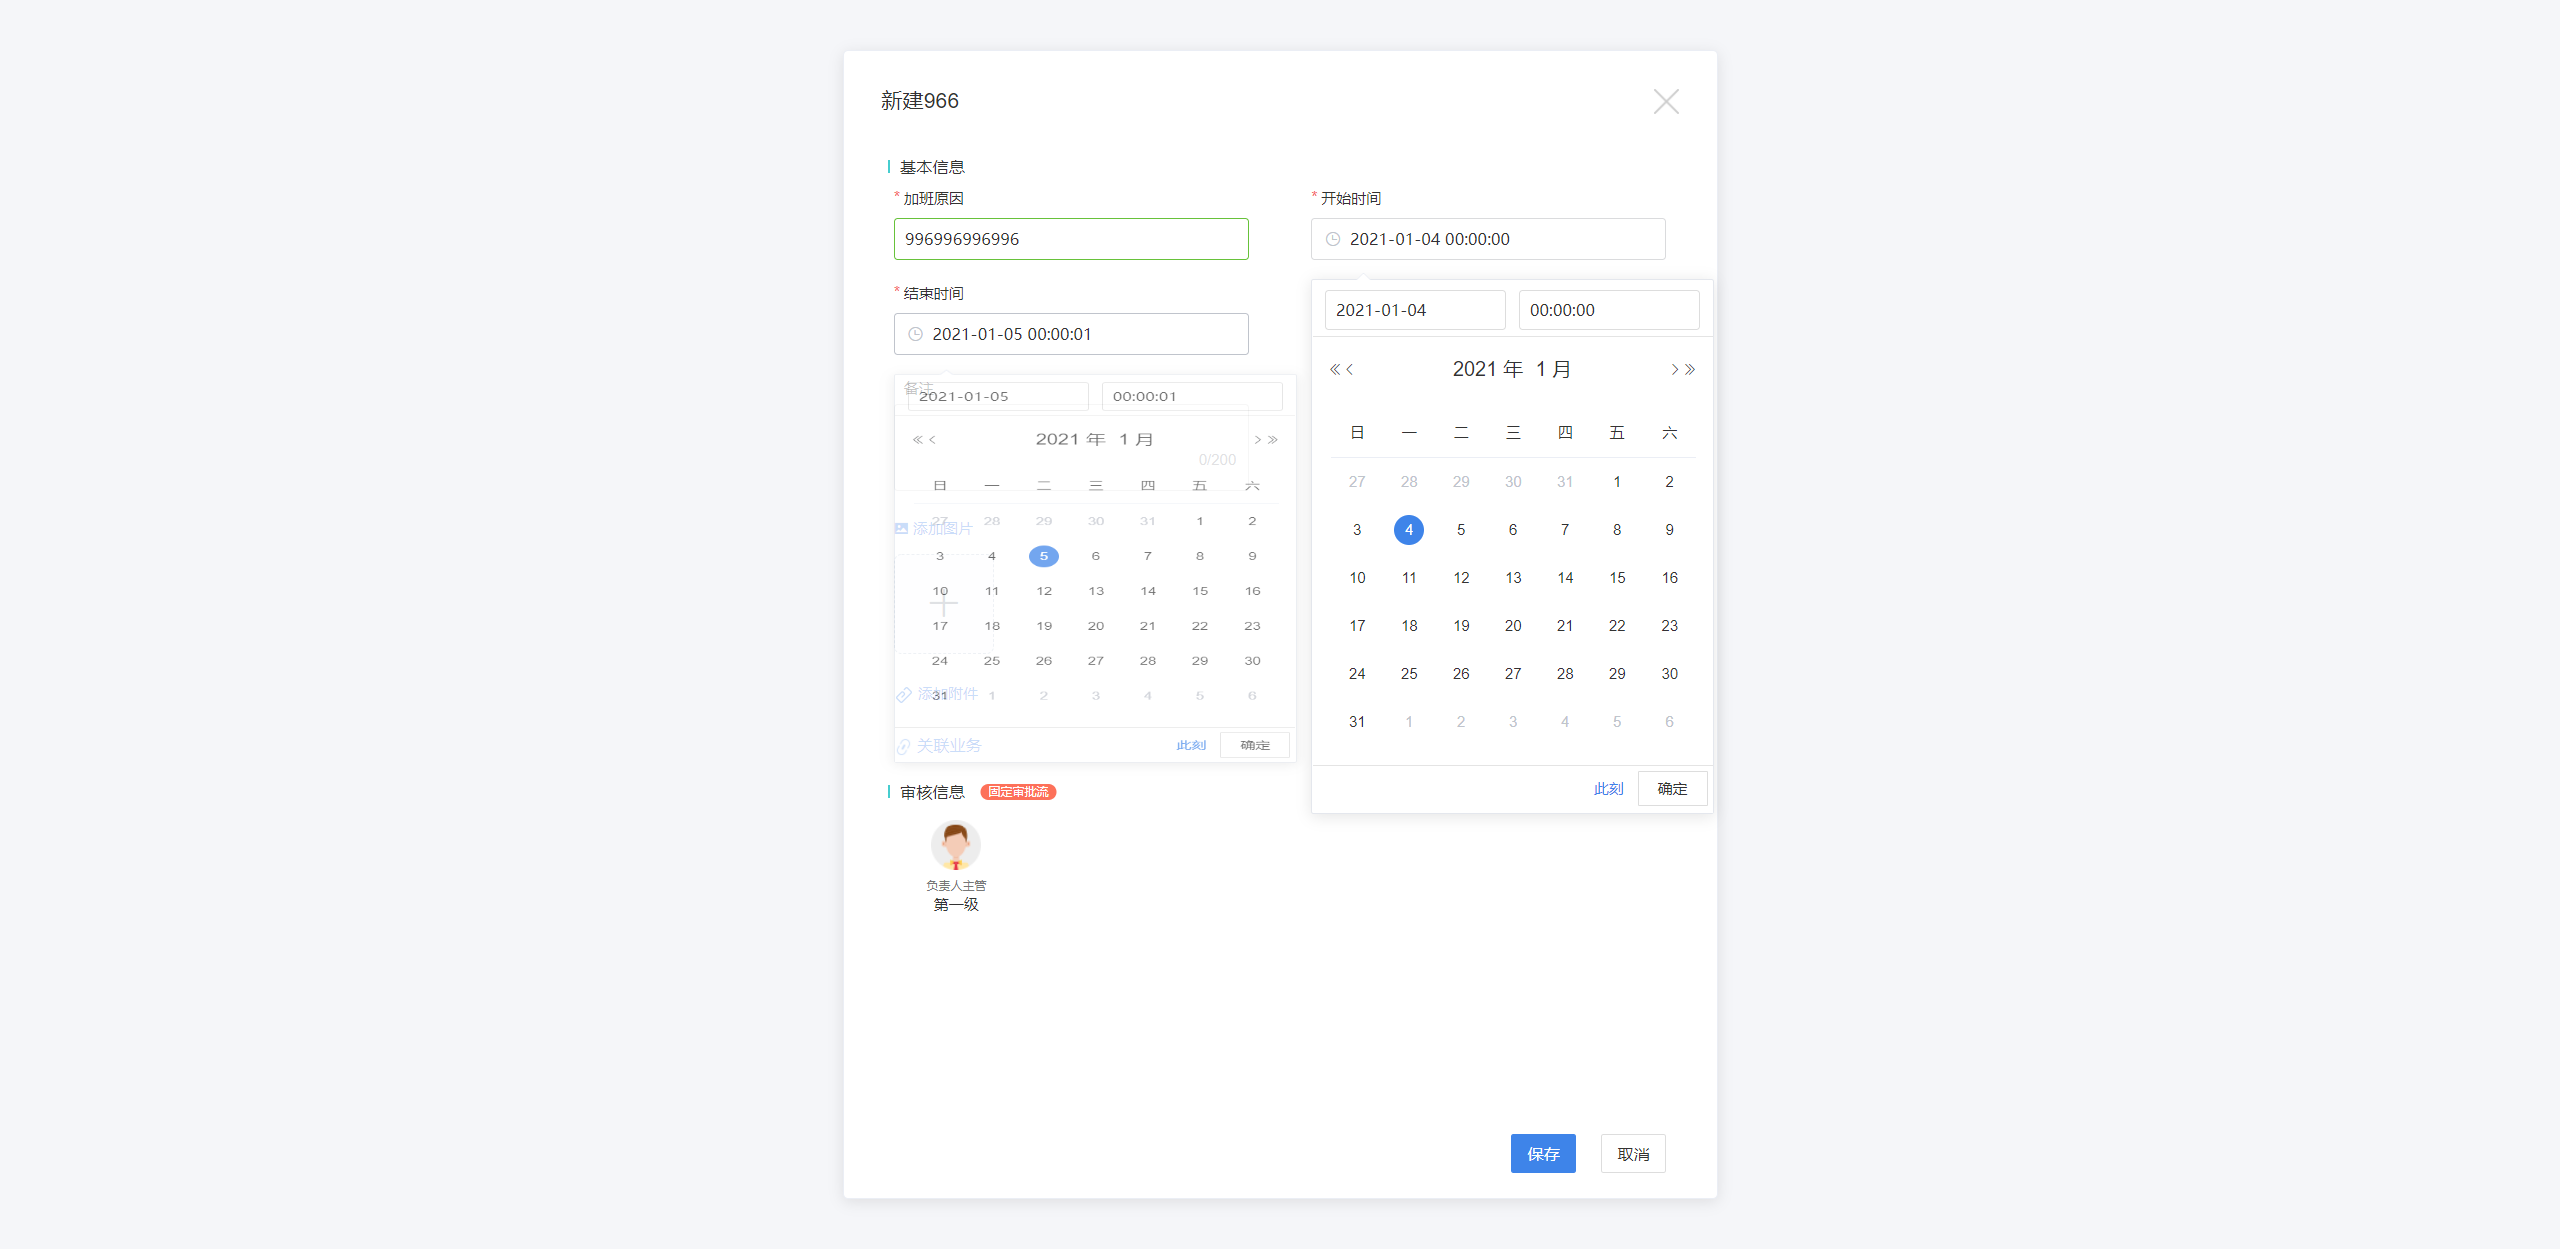 新建966
基本信息
* 加班原因
996996996996
* 开始时间
2021-01-04 00:00:00
* 结束时间
2021-01-05 00:00:01
备注
2021-01-05 00:00:01
2021 年 1 月
0/200
日 一 二 三 四 五 六
27 28 29 30 31 1 2
添加图片
3 4 5 6 7 8 9
10 11 12 13 14 15 16
17 18 19 20 21 22 23
24 25 26 27 28 29 30
31 1 2 3 4 5 6
添加附件
关联业务
此刻 确定
2021-01-04 00:00:00
2021 年 1 月
日 一 二 三 四 五 六
27 28 29 30 31 1 2
3 4 5 6 7 8 9
10 11 12 13 14 15 16
17 18 19 20 21 22 23
24 25 26 27 28 29 30
31 1 2 3 4 5 6
此刻 确定
审核信息 固定审批流
负责人主管
第一级
保存 取消